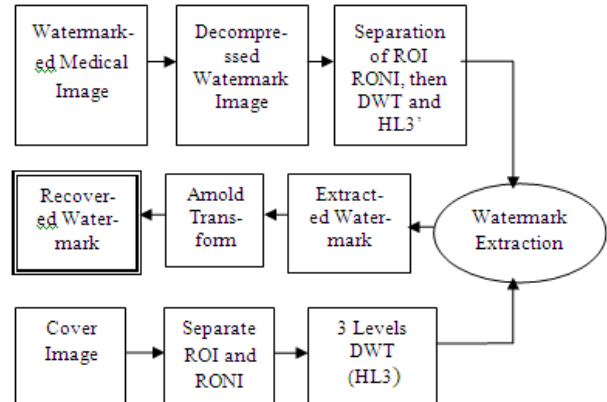 Watermark-
ed Medical
Image
Decompre-
ssed
Watermark
Image
Separation
of ROI
RONI, then
DWT and
HL3’
Recover-
ed Water-
mark
Arnold
Trans-
form
Extract-
ed Water-
mark
Watermark
Extraction
Cover
Image
Separate
ROI and
RONI
3 Levels
DWT
(HL3)